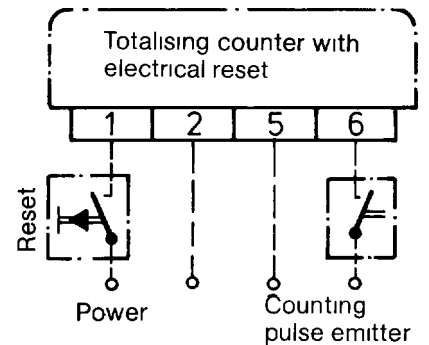 Totalising counter with
electrical reset
1 2 5 6
Reset
Power
Counting
pulse emitter